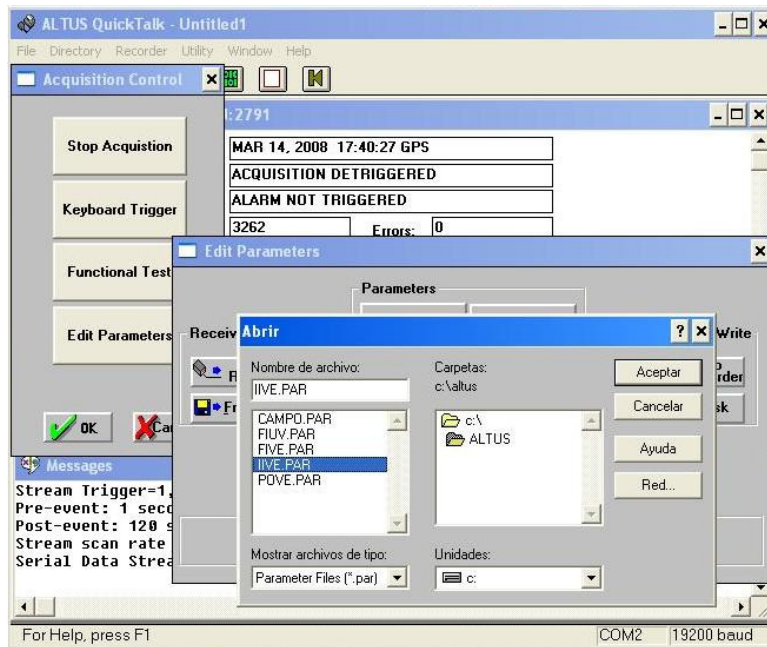 ALTUS QuickTalk - Untitled1
File Directory Recorder Utility Window Help
Acquisition Control
:2791
Stop Acquistion
MAR 14, 2008 17:40:27 GPS
ACQUISITION DETRIGGERED
Keyboard Trigger
ALARM NOT TRIGGERED
3262 Errors: 0
Edit Parameters
Functional Test
Parameters
Edit Parameters
Receiv
Write
Abrir
Nombre de archivo:
Carpetas:
Aceptar
IIVE.PAR
c:\altus
Cancelar
CAMPO.PAR
FIUV.PAR
FIVE.PAR
IIVE.PAR
POVE.PAR
c:\
ALTUS
Ayuda
Red...
OK
Messages
Stream Trigger=1,
Pre-event: 1 seco
Post-event: 120 s
Stream scan rate
Serial Data Strea
Mostrar archivos de tipo:
Unidades:
Parameter Files (*.par)
c:
For Help, press F1
COM2
19200 baud